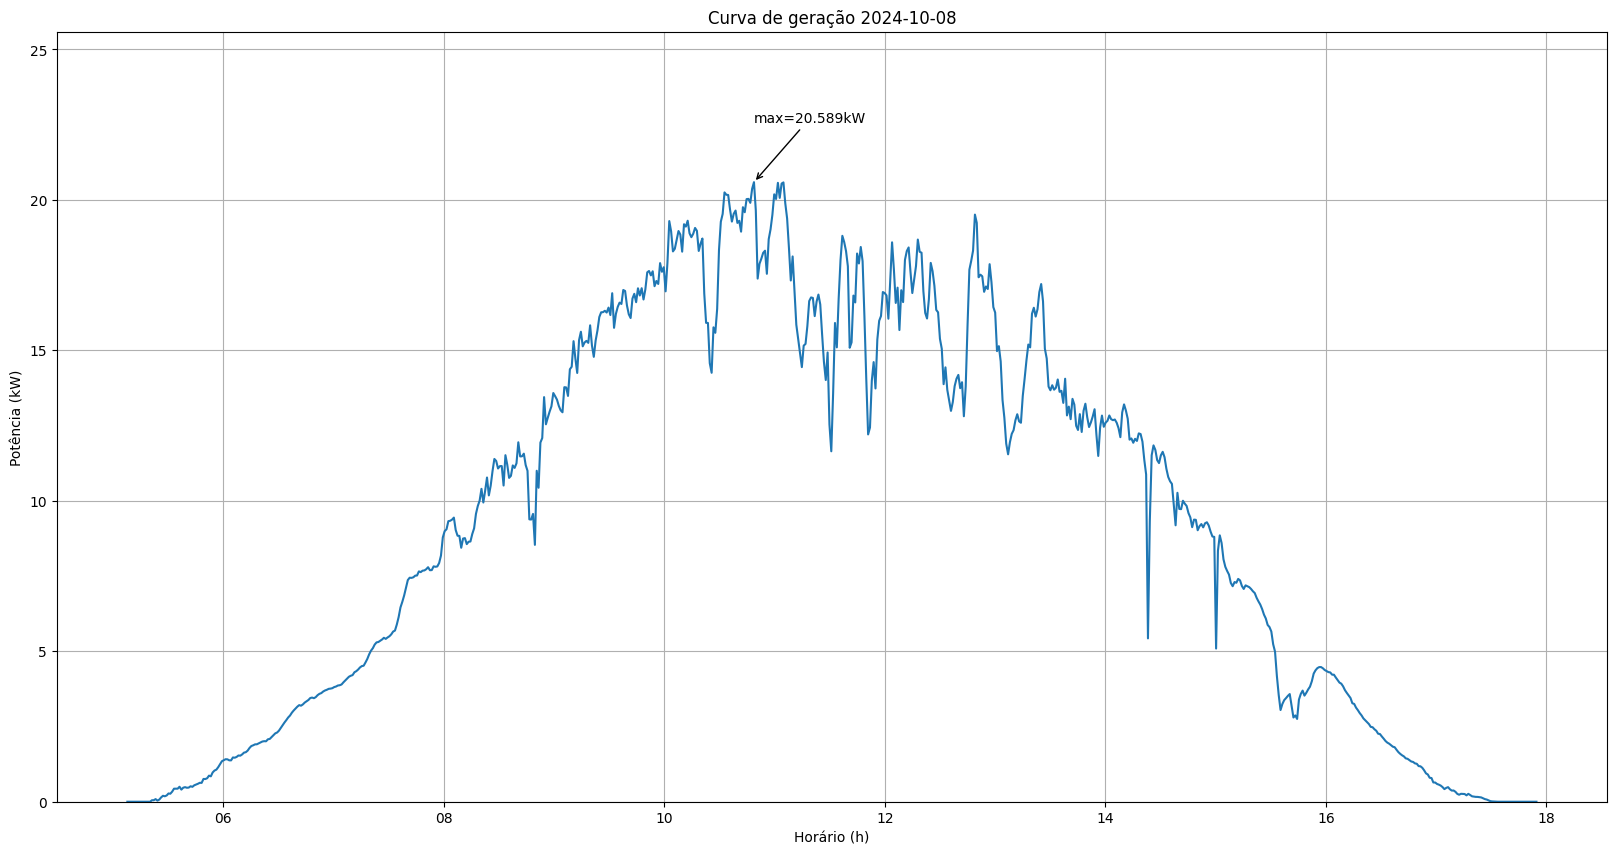 Curva de geração 2024-10-08
25
max=20.589kW
20
15
Potência (kW)
10
5
0
06 08 10 12 14 16 18
Horário (h)